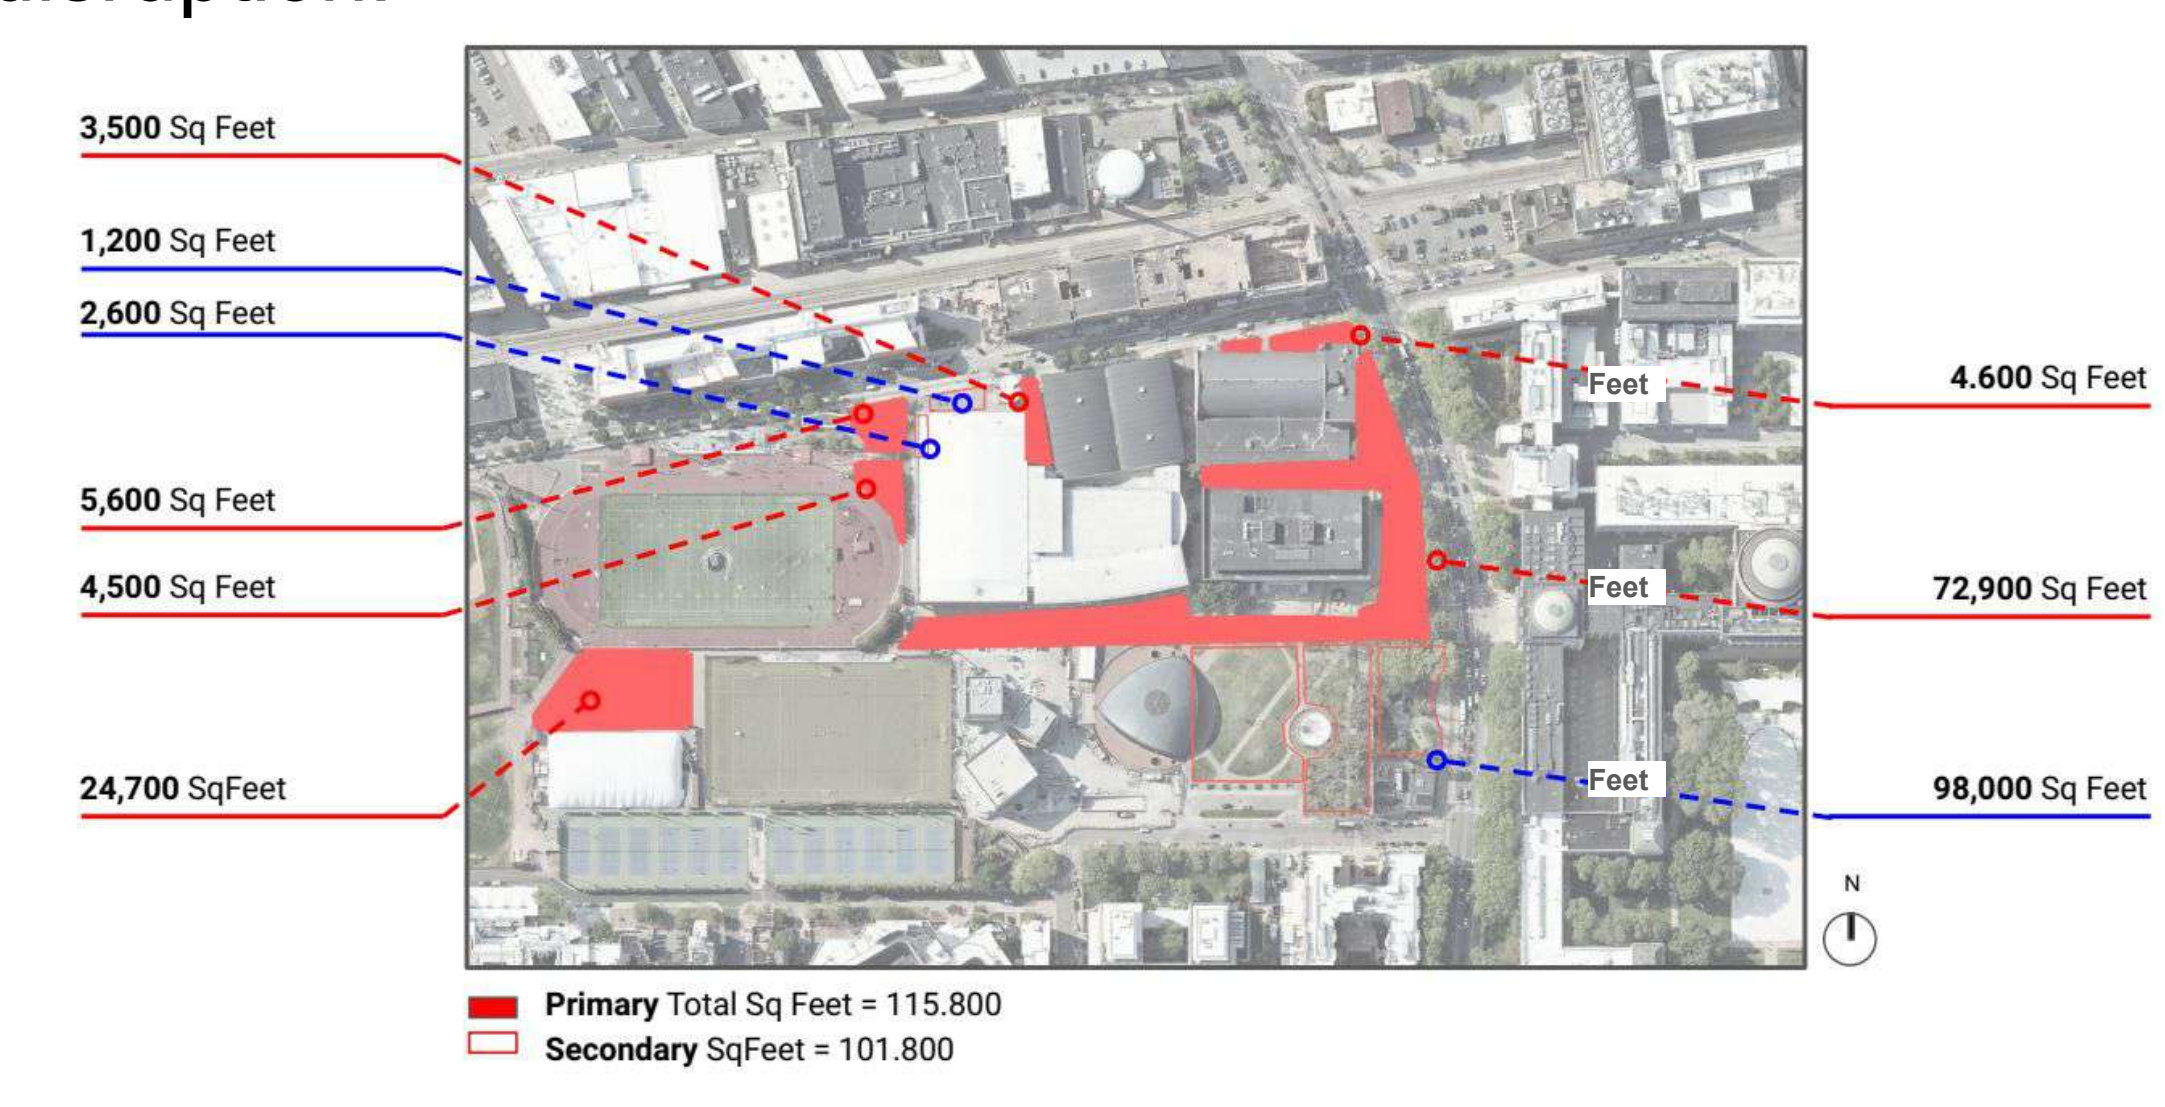 3,500 Sq Feet
1,200 Sq Feet
2,600 Sq Feet
5,600 Sq Feet
4,500 Sq Feet
24,700 SqFeet
Feet
4.600 Sq Feet
Feet
72,900 Sq Feet
Feet
98,000 Sq Feet
N
Primary Total Sq Feet = 115.800
Secondary SqFeet = 101.800